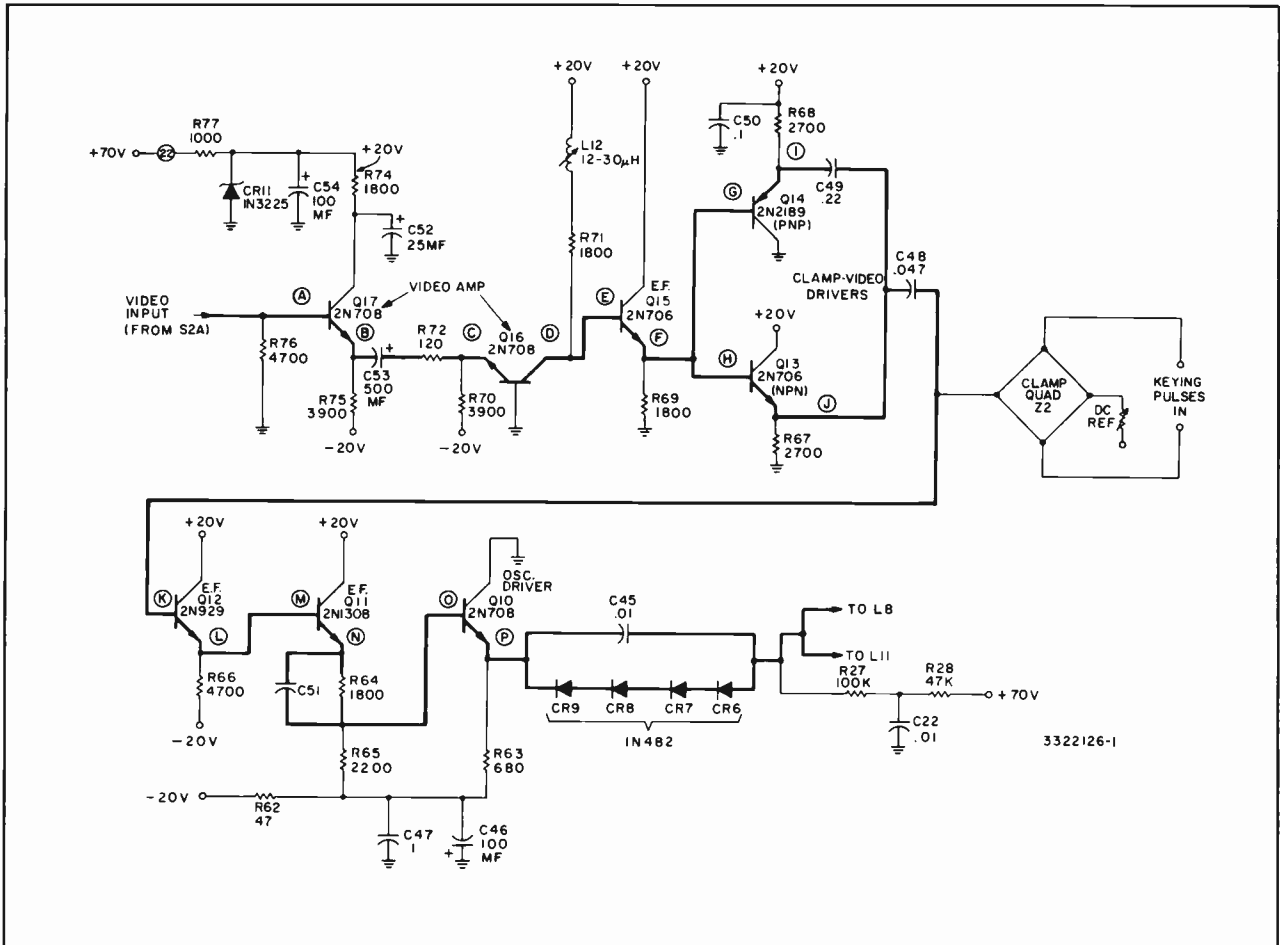 +20V
+20V
+20V
R77
1000
+70V
22
+20V
CR11
1N3225
C54
100
MF
R74
1800
C52
25MF
L12
12-30µH
R71
1800
C50
.1
R68
2700
I
C49
.22
G
Q14
2N2189
(PNP)
C48
.047
CLAMP-VIDEO
DRIVERS
VIDEO
INPUT
(FROM S2A)
A
Q17
2N708
VIDEO AMP
B
R76
4700
C53
500
MF
R75
3900
-20V
R72
120
C
Q16
2N708
D
R70
3900
-20V
E
E.F.
Q15
2N706
F
R69
1800
+20V
H
Q13
2N706
(NPN)
J
R67
2700
CLAMP
QUAD
Z2
DC
REF
KEYING
PULSES
IN
+20V
K
E.F.
Q12
2N929
L
R66
4700
-20V
+20V
M
E.F.
Q11
2N1308
N
C51
R64
1800
R65
2200
-20V
R62
47
C47
1
C46
100
MF
OSC.
DRIVER
O
Q10
2N708
P
R63
680
C45
.01
CR9
CR8
CR7
CR6
1N482
TO L8
TO L11
R27
100K
R28
47K
+70V
C22
.01
3322126-1